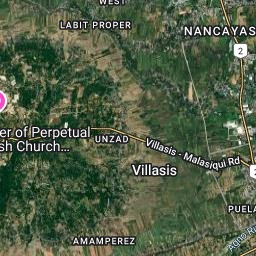 WEST
LABIT PROPER
NANCAYAS
2
er of Perpetual
sh Church...
UNZAD
Villasis - Malasiqui Rd
Villasis
PUELA
Agno Ri
AMAMPEREZ